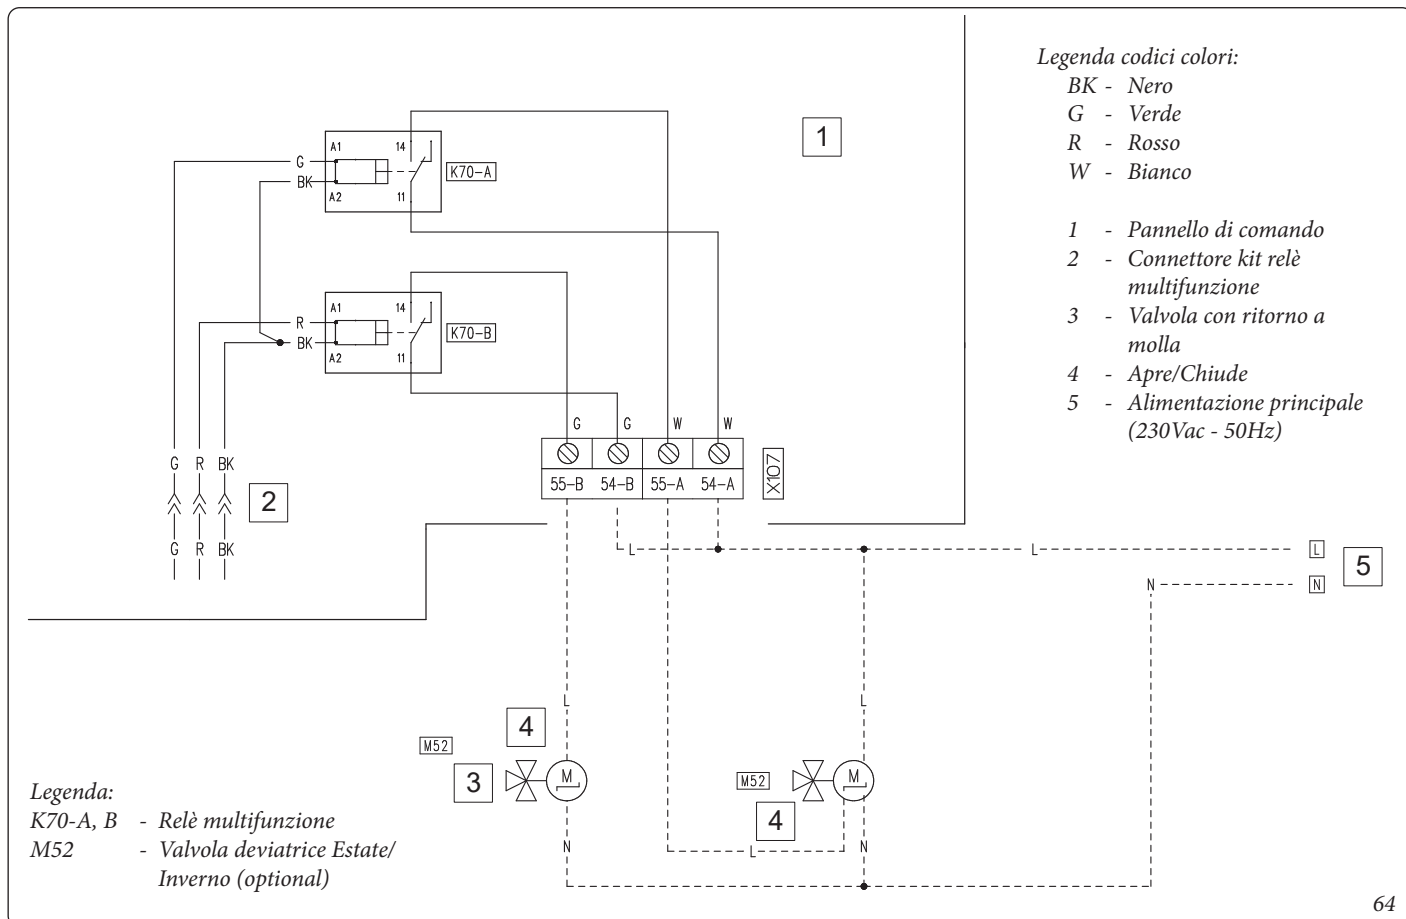 Legenda codici colori:
BK - Nero
G - Verde
R - Rosso
W - Bianco
1 - Pannello di comando
2 - Connettore kit relè
multifunzione
3 - Valvola con ritorno a
molla
4 - Apre/Chiude
5 - Alimentazione principale
(230Vac - 50Hz)
1
A1
14
G
BK
A2
11
K70-A
A1
14
R
BK
A2
11
K70-B
G G W W
55-B 54-B 55-A 54-A
X107
G R BK
2
G R BK
L
L
L
5
N
N
L
L
4
M52
3
M
M52
M
4
L
N
N
Legenda:
K70-A, B - Relè multifunzione
M52 - Valvola deviatrice Estate/
Inverno (optional)
64